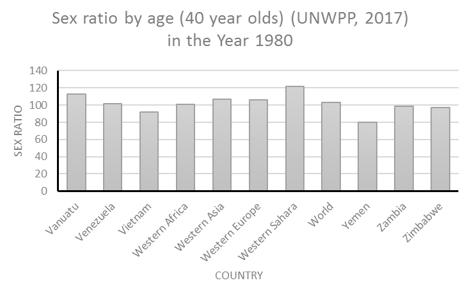 Sex ratio by age (40 year olds) (UNWPP, 2017)
in the Year 1980
140
120
100
80
60
40
20
0
SEX RATIO
Vanuatu
Venezuela
Vietnam
Western Africa
Western Asia
Western Europe
Western Sahara
World
Yemen
Zambia
Zimbabwe
COUNTRY